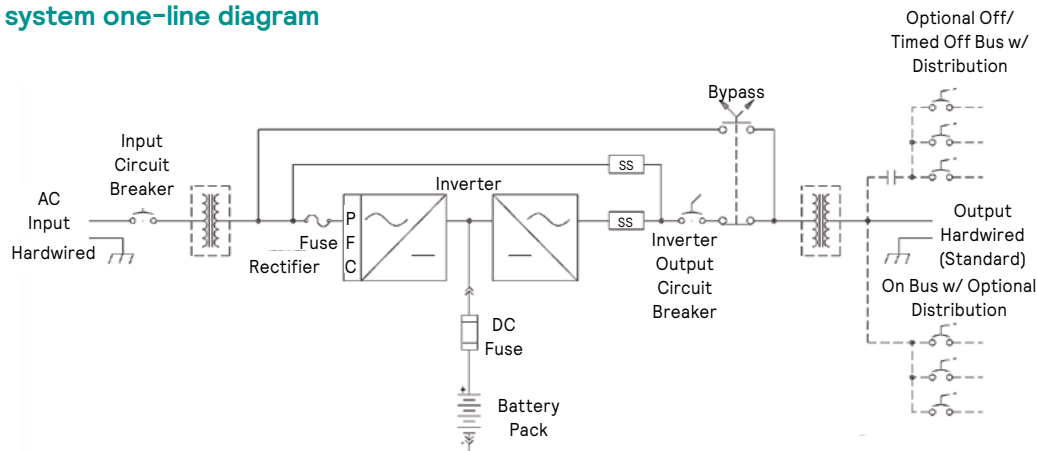 system one-line diagram
Optional Off/
Timed Off Bus w/
Distribution
Bypass
Input
Circuit
Breaker
SS
AC
Input
Hardwired
Inverter
P
F
C
Fuse
Rectifier
SS
Inverter
Output
Circuit
Breaker
Output
Hardwired
(Standard)
On Bus w/ Optional
Distribution
DC
Fuse
Battery
Pack